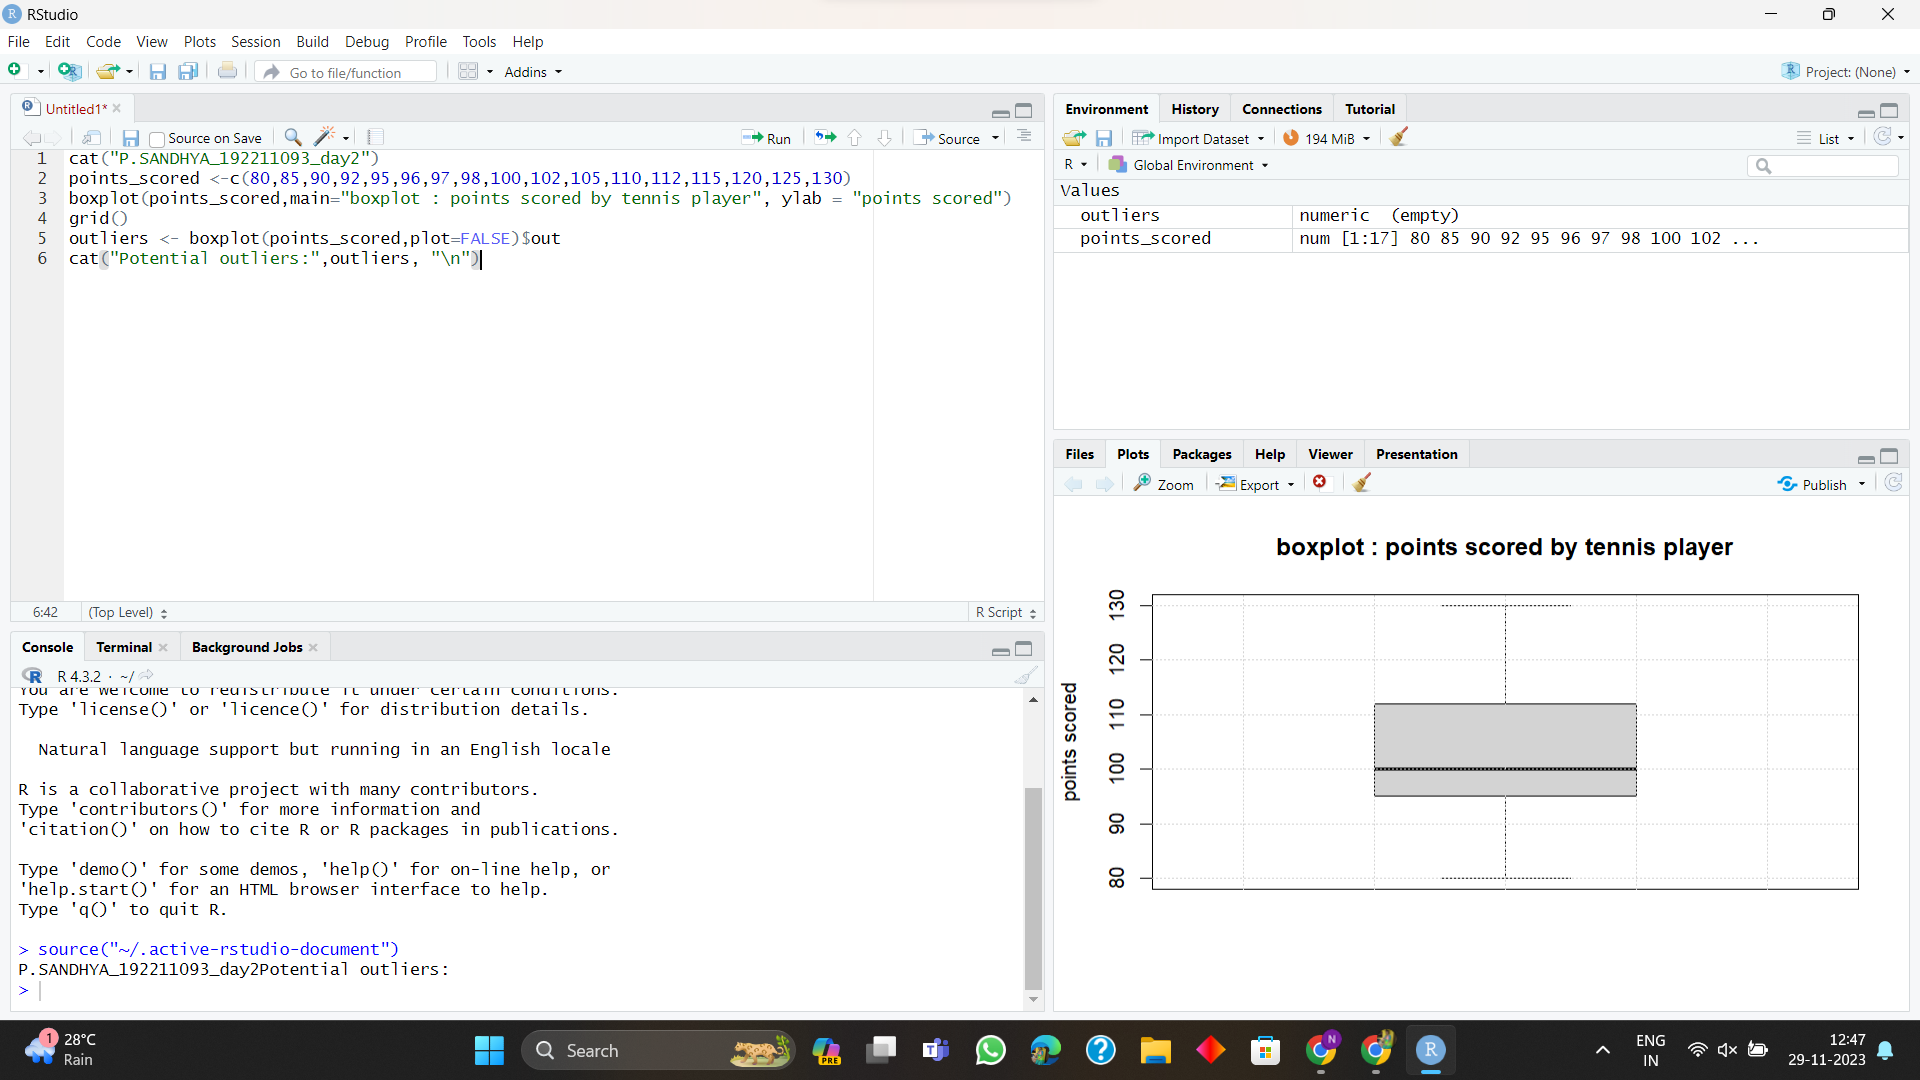 RStudio
File Edit Code View Plots Session Build Debug Profile Tools Help
Go to file/function Addins Project: (None)
Untitled1*
Source on Save Run Source
1 cat("P.SANDHYA_192211093_day2")
2 points_scored <-c(80,85,90,92,95,96,97,98,100,102,105,110,112,115,120,125,130)
3 boxplot(points_scored,main="boxplot : points scored by tennis player", ylab = "points scored")
4 grid()
5 outliers <- boxplot(points_scored,plot=FALSE)$out
6 cat("Potential outliers:",outliers, "\n")
6:42 (Top Level) R Script
Console Terminal Background Jobs
R 4.3.2 · ~/
You are welcome to redistribute it under certain conditions.
Type 'license()' or 'licence()' for distribution details.
Natural language support but running in an English locale
R is a collaborative project with many contributors.
Type 'contributors()' for more information and
'citation()' on how to cite R or R packages in publications.
Type 'demo()' for some demos, 'help()' for on-line help, or
'help.start()' for an HTML browser interface to help.
Type 'q()' to quit R.
> source("~/.active-rstudio-document")
P.SANDHYA_192211093_day2Potential outliers:
>
Environment History Connections Tutorial
Import Dataset 194 MiB List
R Global Environment
Values
outliers numeric (empty)
points_scored num [1:17] 80 85 90 92 95 96 97 98 100 102 ...
Files Plots Packages Help Viewer Presentation
Zoom Export Publish
boxplot : points scored by tennis player
points scored
130
120
110
100
90
80
1 28°C
Rain
Search
PRE
N
ENG
IN
12:47
29-11-2023